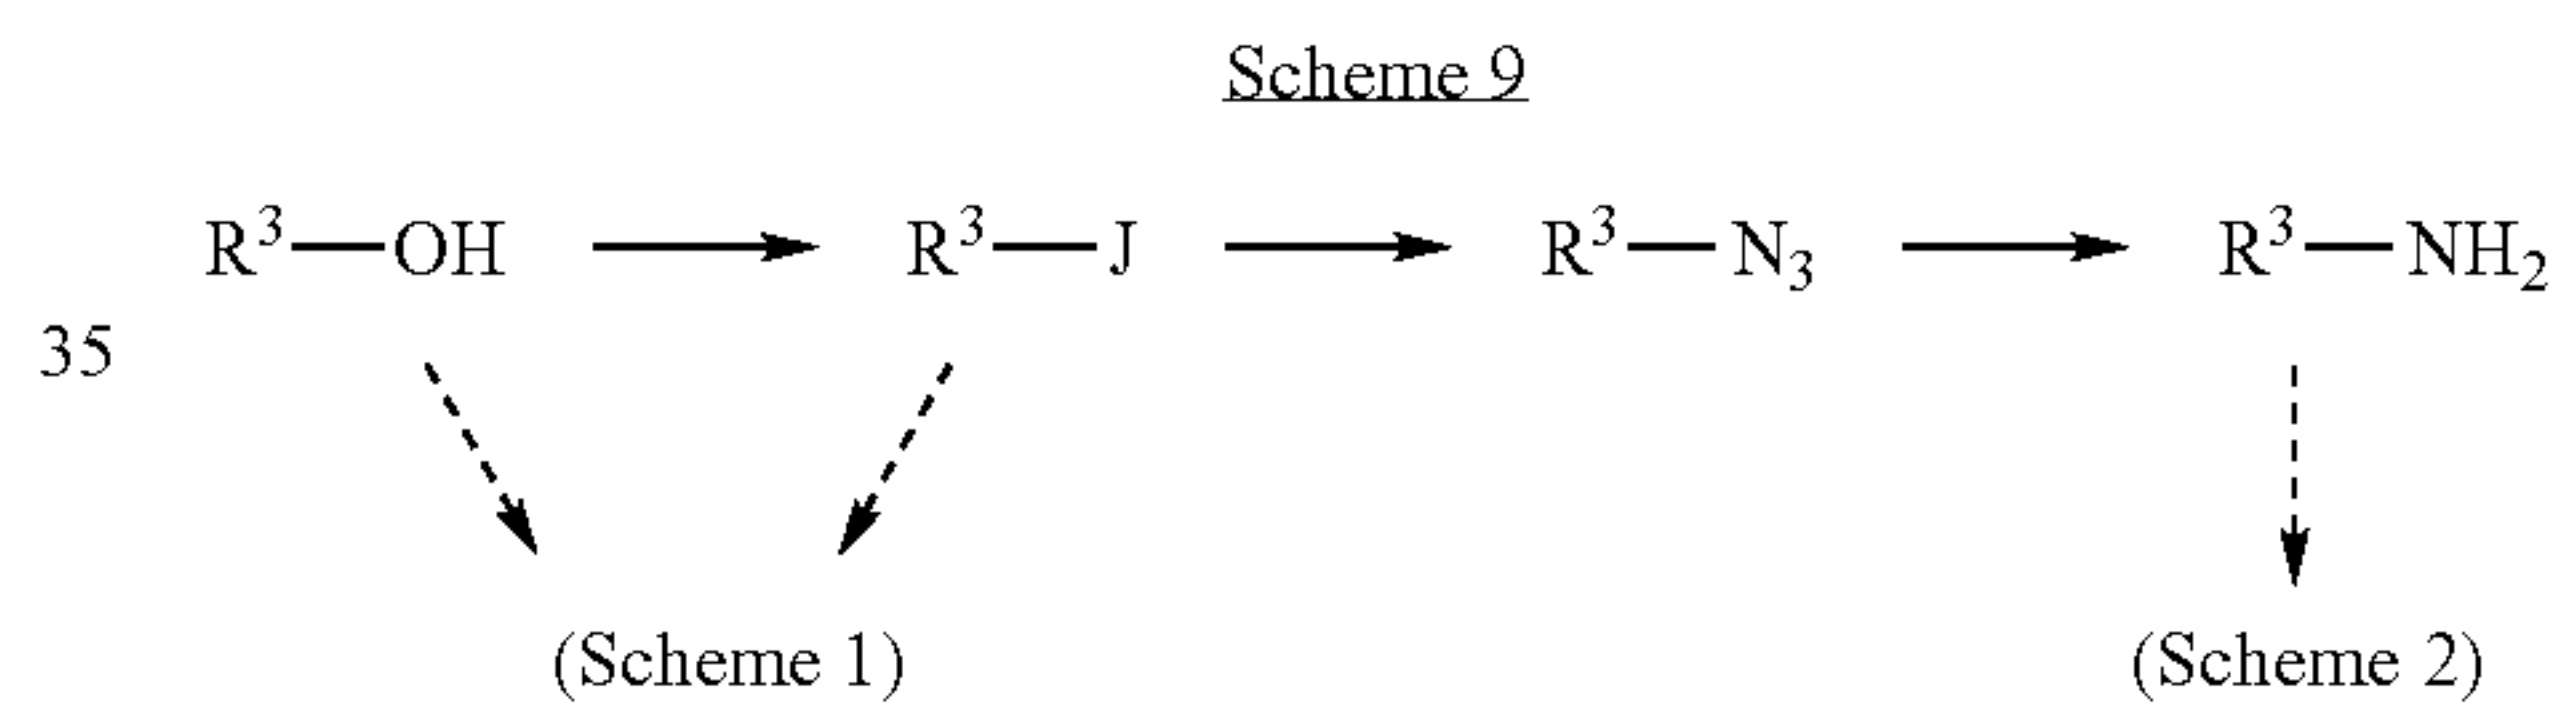 Scheme 9
R³—OH R³—J R³—N₃ R³—NH₂
35
(Scheme 1) (Scheme 2)